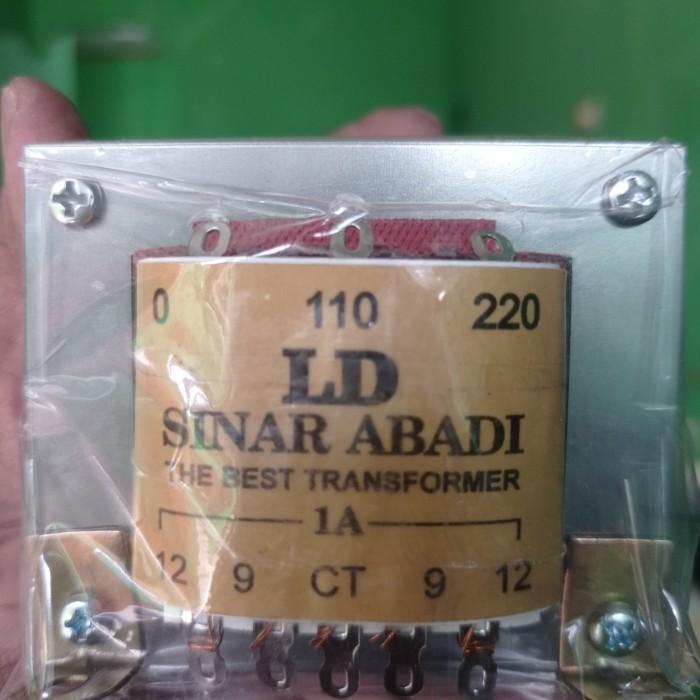 0 110 220
LD
SINAR ABADI
THE BEST TRANSFORMER
1A
12 9 CT 9 12